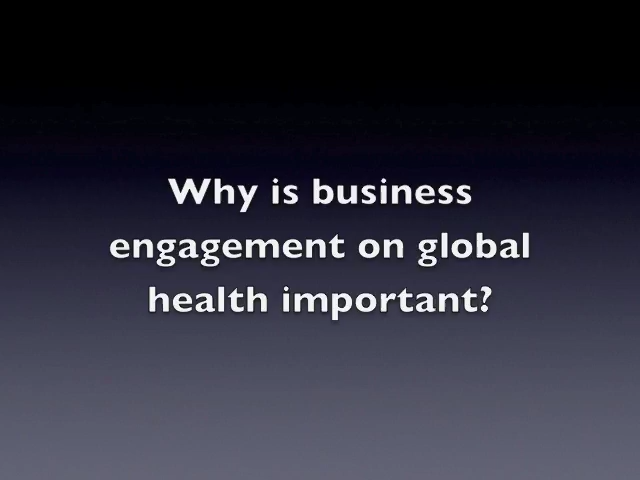 Why is business
engagement on global
health important?